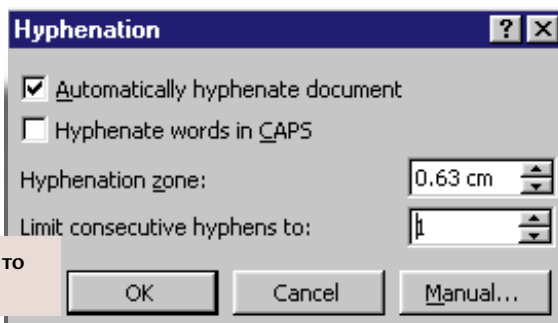 Hyphenation
Automatically hyphenate document
Hyphenate words in CAPS
Hyphenation zone: 0.63 cm
Limit consecutive hyphens to: 1
TO
OK Cancel Manual...